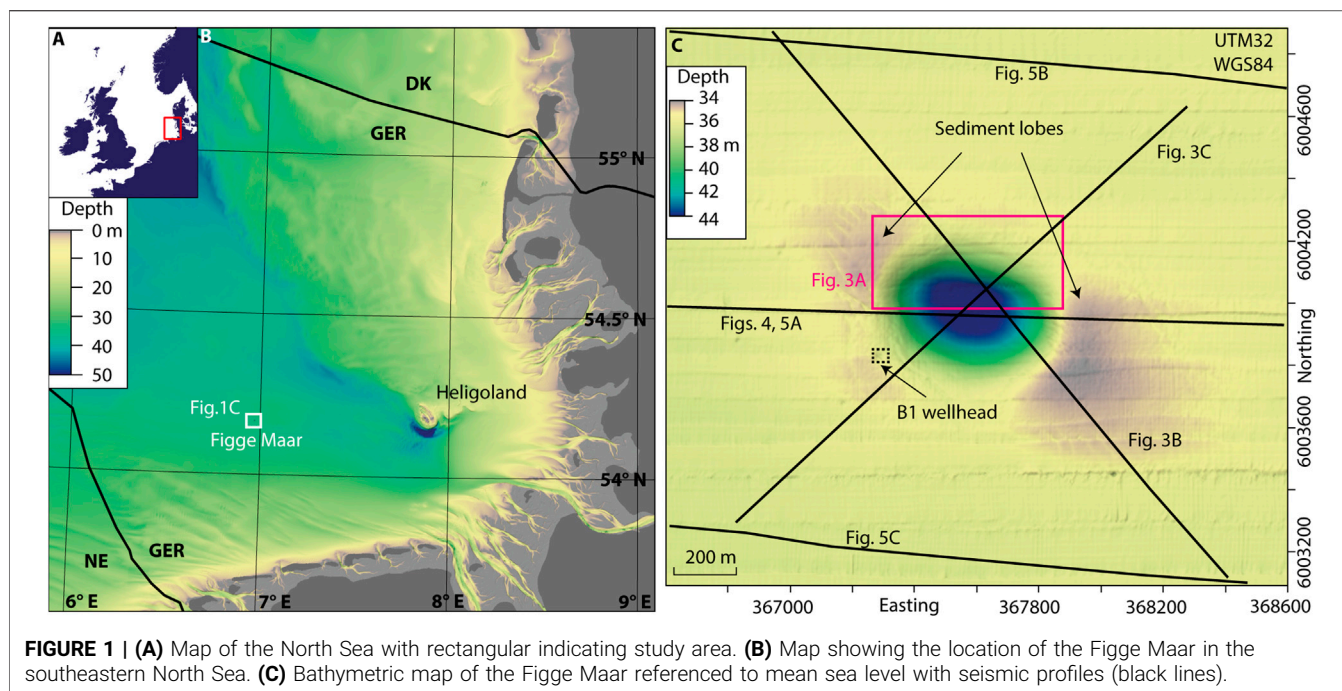 A
B
DK
GER
55° N
Depth
0 m
10
20
30
40
50
54.5° N
Heligoland
Fig.1C
Figge Maar
54° N
NE
GER
6° E
7° E
8° E
9° E
C
UTM32
WGS84
Fig. 5B
Depth
34
36
38 m
40
42
44
Sediment lobes
Fig. 3C
Fig. 3A
Figs. 4, 5A
B1 wellhead
Fig. 3B
Fig. 5C
200 m
6004600
6004200
Northing
6003600
6003200
367000
Easting
367800
368200
368600
FIGURE 1 | (A) Map of the North Sea with rectangular indicating study area. (B) Map showing the location of the Figge Maar in the
southeastern North Sea. (C) Bathymetric map of the Figge Maar referenced to mean sea level with seismic profiles (black lines).